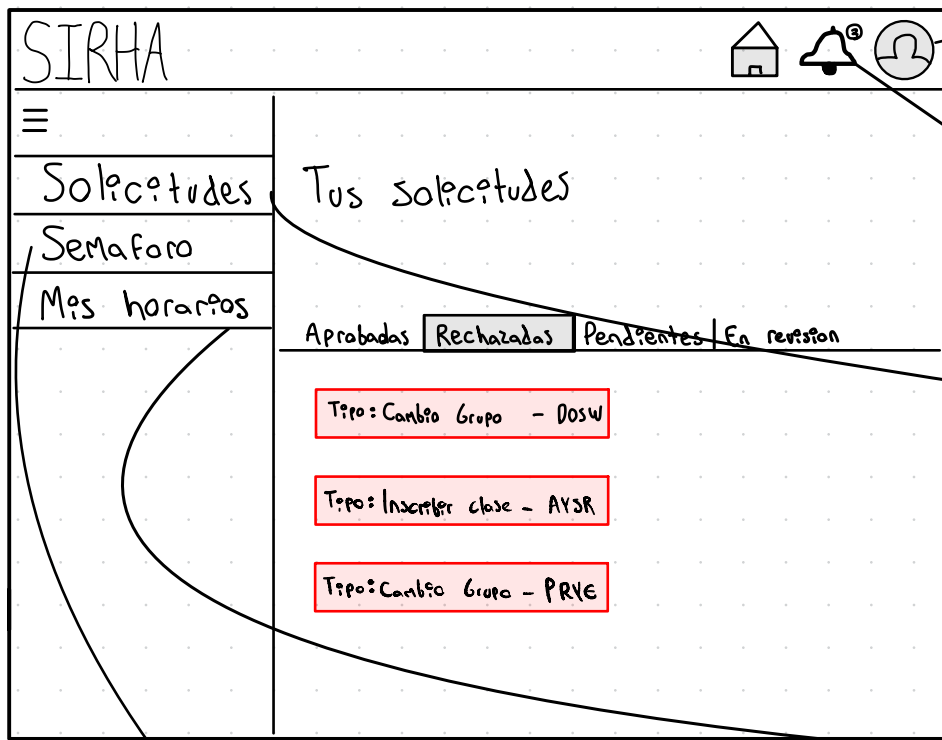 SIRHA
3
Solicitudes
Semaforo
Mis horarios
Tus solicitudes
Aprobadas Rechazadas Pendientes En revision
Tipo: Cambio Grupo - DOSW
Tipo: Inscribir clase - AYSR
Tipo: Cambio Grupo - PRYE